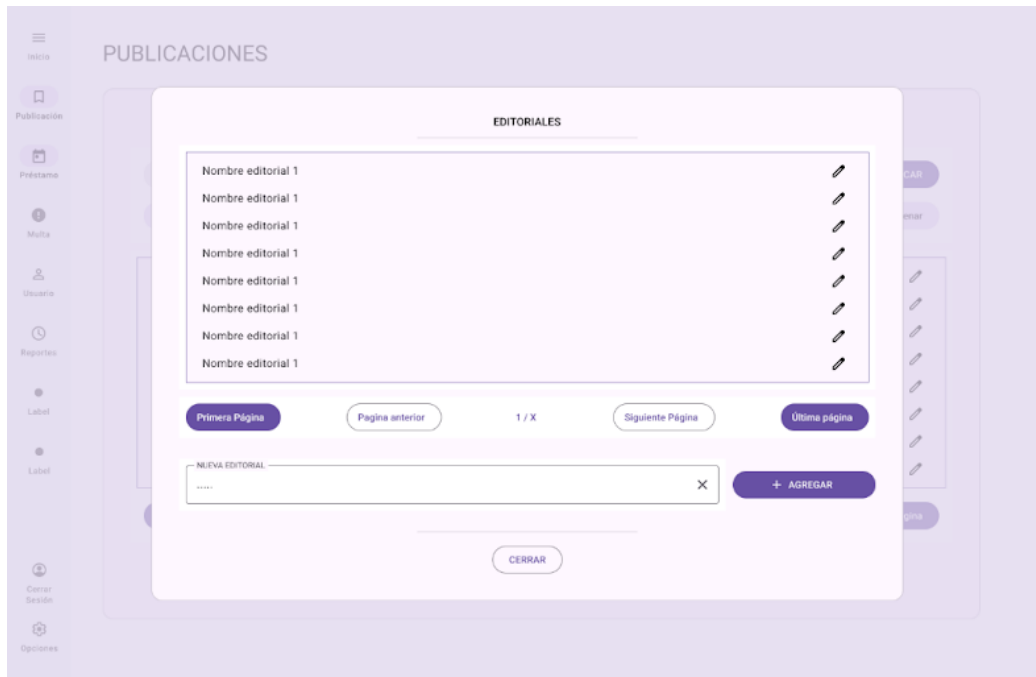 Inicio
PUBLICACIONES
Publicación
Préstamo
Multa
Usuario
Reportes
Label
Label
Cerrar
Sesión
Opciones
EDITORIALES
Nombre editorial 1
Nombre editorial 1
Nombre editorial 1
Nombre editorial 1
Nombre editorial 1
Nombre editorial 1
Nombre editorial 1
Nombre editorial 1
Primera Página
Pagina anterior
1 / X
Siguiente Página
Última página
NUEVA EDITORIAL
.....
+ AGREGAR
CERRAR